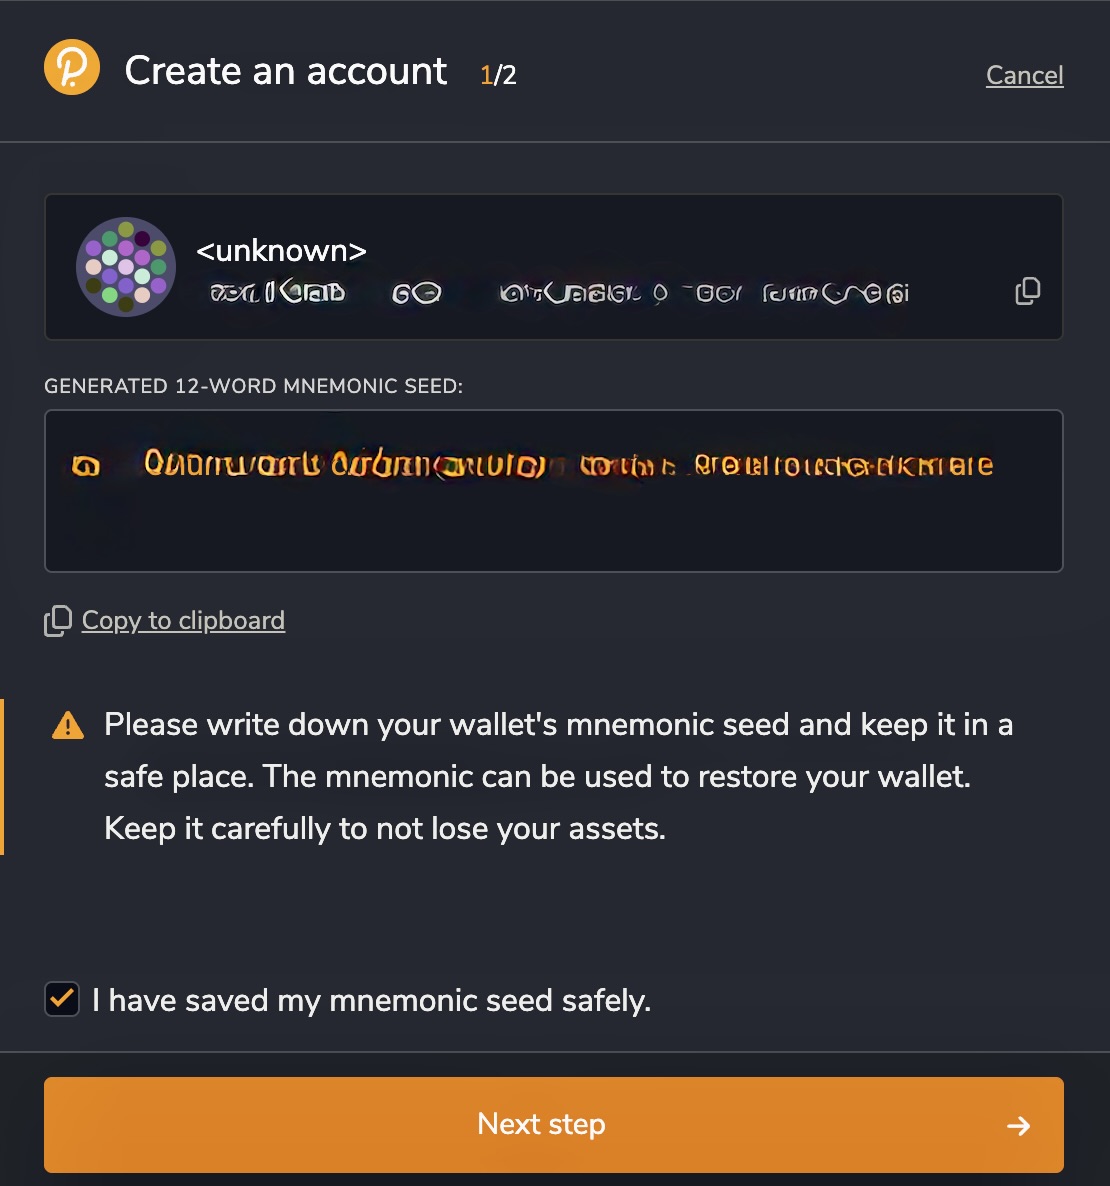 Create an account 1/2
Cancel
<unknown>
GENERATED 12-WORD MNEMONIC SEED:
Copy to clipboard
Please write down your wallet's mnemonic seed and keep it in a
safe place. The mnemonic can be used to restore your wallet.
Keep it carefully to not lose your assets.
I have saved my mnemonic seed safely.
Next step